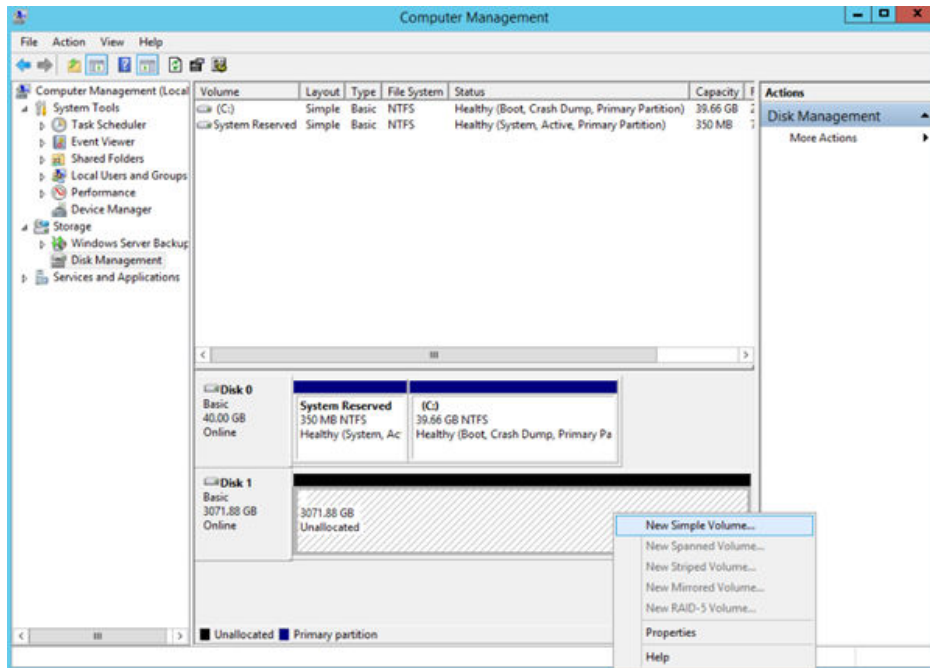 Computer Management
File Action View Help
Computer Management (Local
System Tools
Task Scheduler
Event Viewer
Shared Folders
Local Users and Groups
Performance
Device Manager
Storage
Windows Server Backup
Disk Management
Services and Applications
Volume Layout Type File System Status Capacity
(C:) Simple Basic NTFS Healthy (Boot, Crash Dump, Primary Partition) 39.66 GB
System Reserved Simple Basic NTFS Healthy (System, Active, Primary Partition) 350 MB
Actions
Disk Management
More Actions
Disk 0
Basic
40.00 GB
Online
System Reserved
350 MB NTFS
Healthy (System, Ac
(C:)
39.66 GB NTFS
Healthy (Boot, Crash Dump, Primary Pa
Disk 1
Basic
3071.88 GB
Online
3071.88 GB
Unallocated
New Simple Volume...
New Spanned Volume...
New Striped Volume...
New Mirrored Volume...
New RAID-5 Volume...
Properties
Help
Unallocated Primary partition